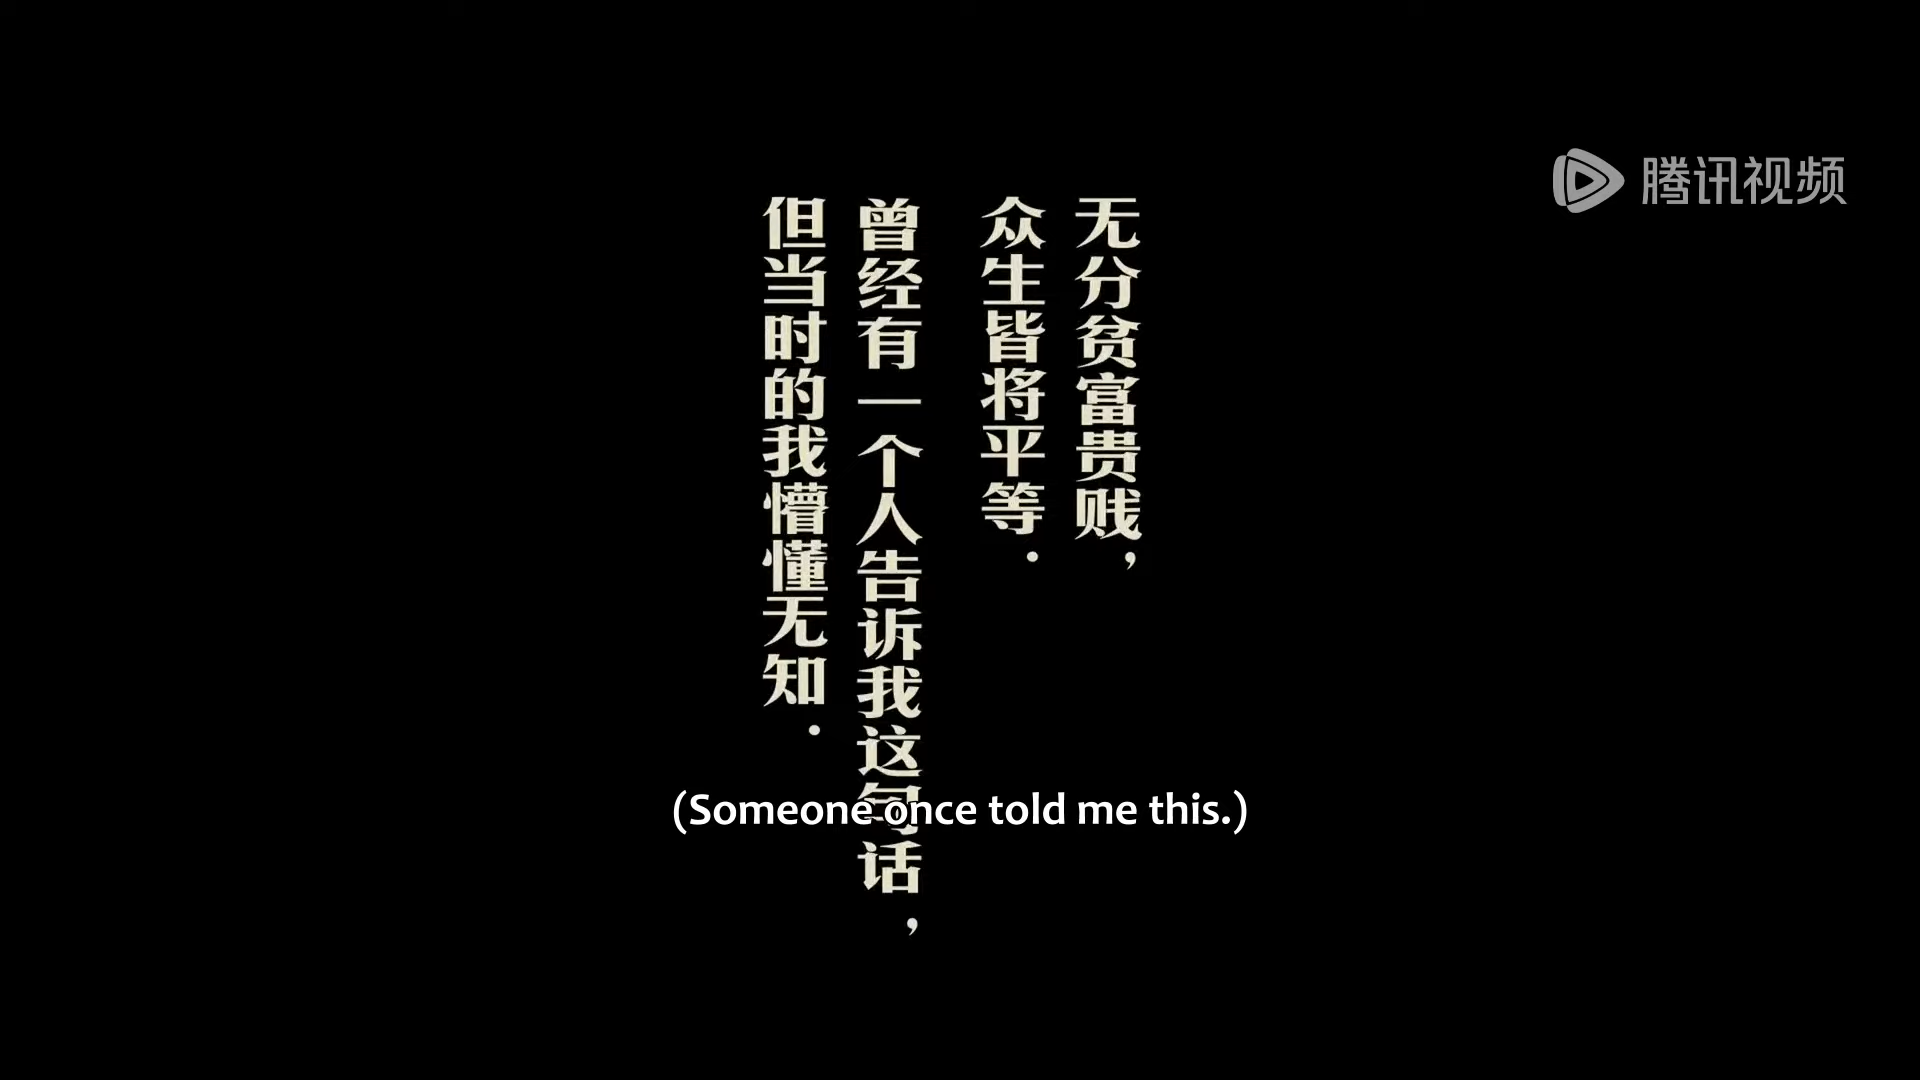 腾讯视频
无分贫富贵贱，
众生皆将平等．
曾经有一个人告诉我这句话，
但当时的我懵懂无知．
(Someone once told me this.)